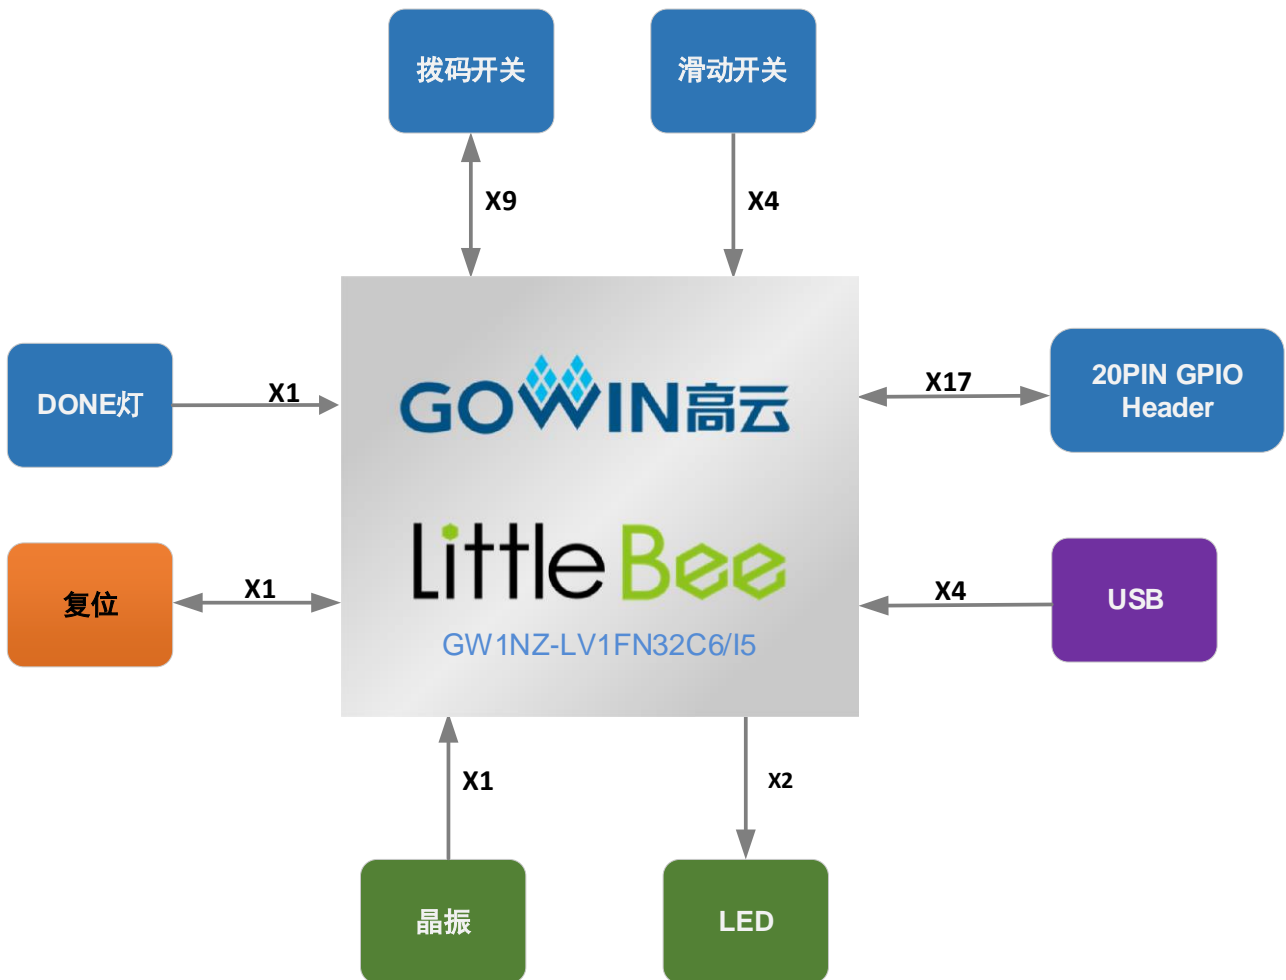 拨码开关
滑动开关
X9
X4
DONE灯
X1
GOWIN高云
X17
20PIN GPIO
Header
LittleBee
复位
X1
X4
USB
GW1NZ-LV1FN32C6/I5
X1
X2
晶振
LED